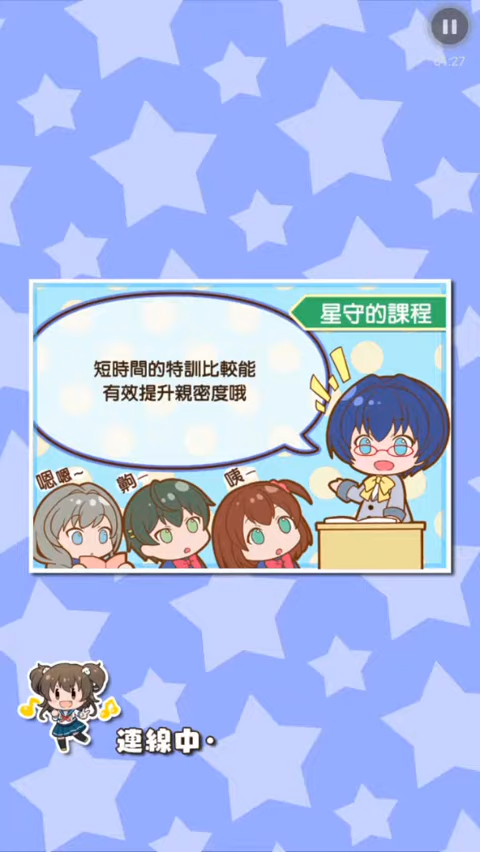 星守的課程
短時間的特訓比較能
有效提升親密度哦
嗯嗯~
齁—
咦—
連線中·